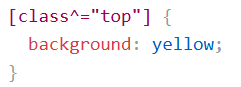 [class^="top"] {
  background: yellow;
}